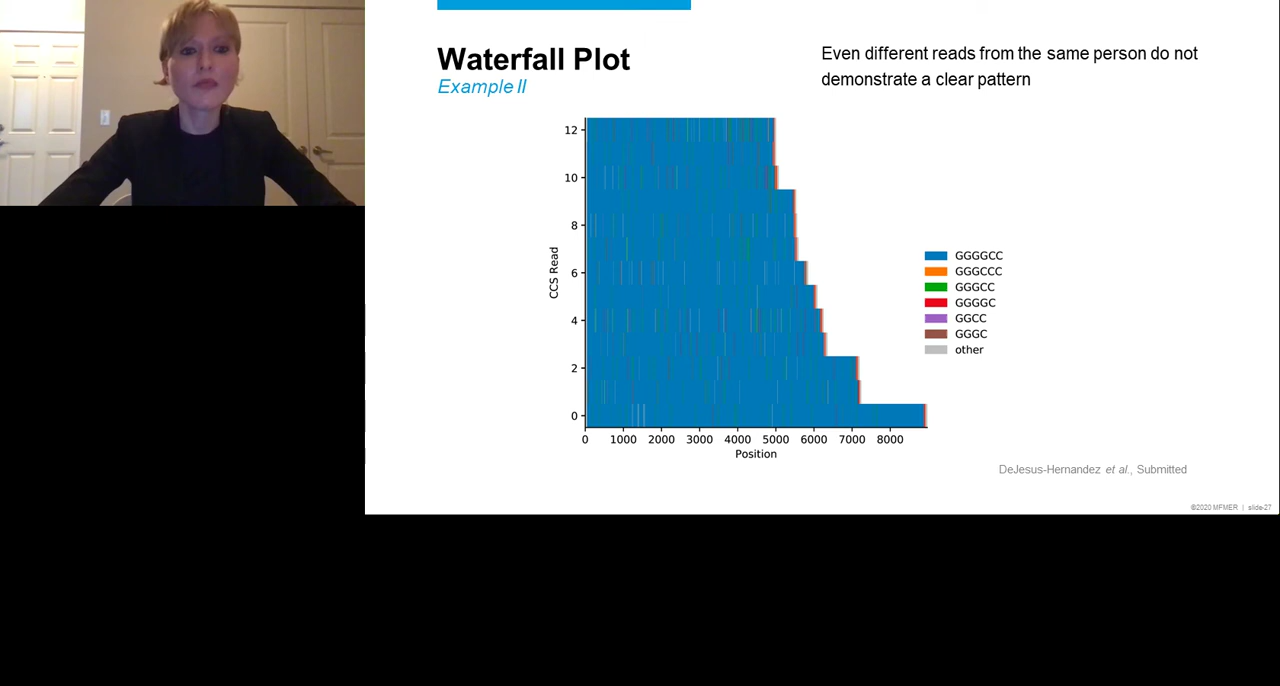 Waterfall Plot
Example II
Even different reads from the same person do not
demonstrate a clear pattern
12
10
8
6
4
2
0
CCS Read
0 1000 2000 3000 4000 5000 6000 7000 8000
Position
GGGGCC
GGGCCC
GGGCC
GGGGC
GGCC
GGGC
other
DeJesus-Hernandez et al., Submitted
©2020 MFMER | slide-27